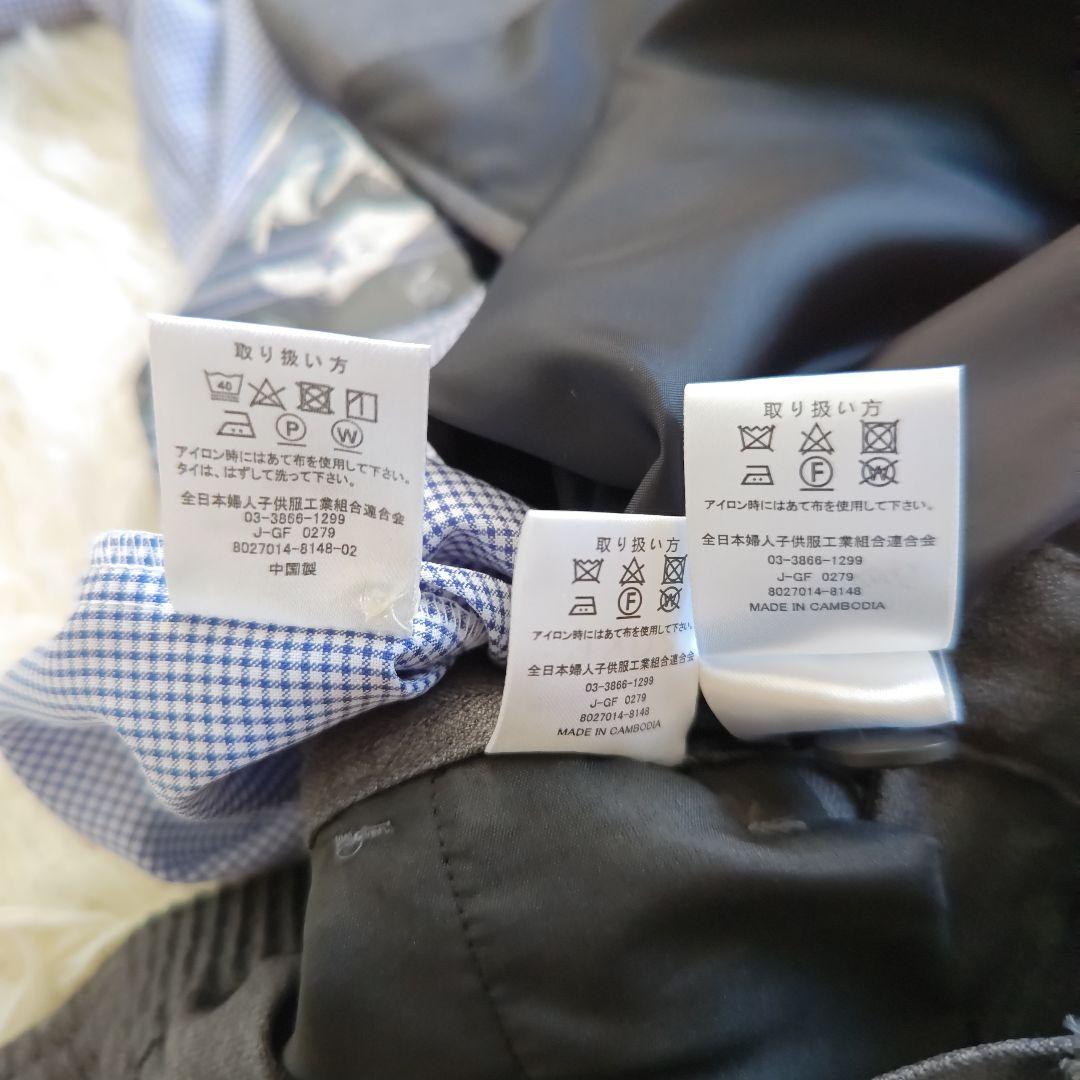 取り扱い方
40
P W
アイロン時にはあて布を使用して下さい。
タイは、はずして洗って下さい。
全日本婦人子供服工業組合連合会
03-3866-1299
J-GF 0279
8027014-8148-02
中国製
取り扱い方
F W
アイロン時にはあて布を使用して下さい。
全日本婦人子供服工業組合連合会
03-3866-1299
J-GF 0279
8027014-8148
MADE IN CAMBODIA
取り扱い方
F W
アイロン時にはあて布を使用して下さい。
全日本婦人子供服工業組合連合会
03-3866-1299
J-GF 0279
8027014-8148
MADE IN CAMBODIA